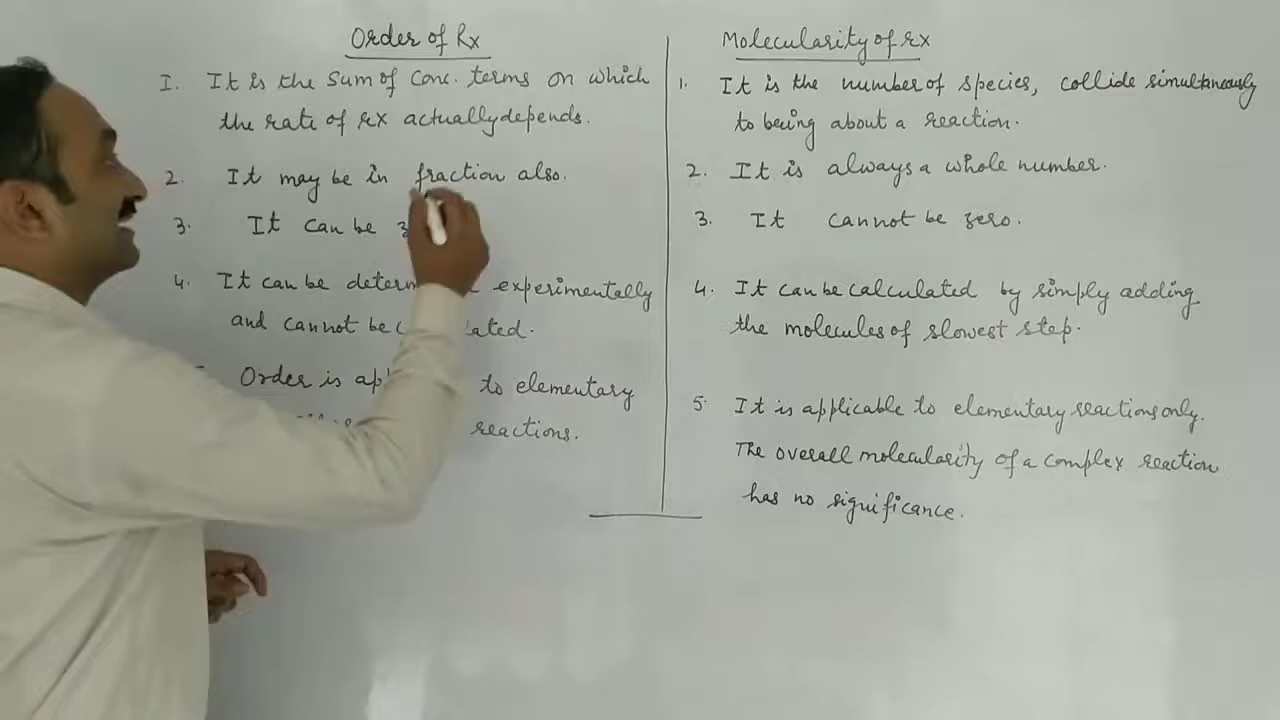 Order of Rx
1. It is the Sum of Conc. terms on which
the rate of rx actually depends.
2. It may be in fraction also.
3. It can be
4. It can be experimentally
and cannot be
Order is to elementary
reactions.
Molecularity of rx
1. It is the number of species, collide simultaneously
to being about a reaction.
2. It is always a whole number.
3. It cannot be zero.
4. It can be calculated by simply adding
the molecules of slowest step.
5. It is applicable to elementary reactions only.
The overall molecularity of a complex reaction
has no significance.